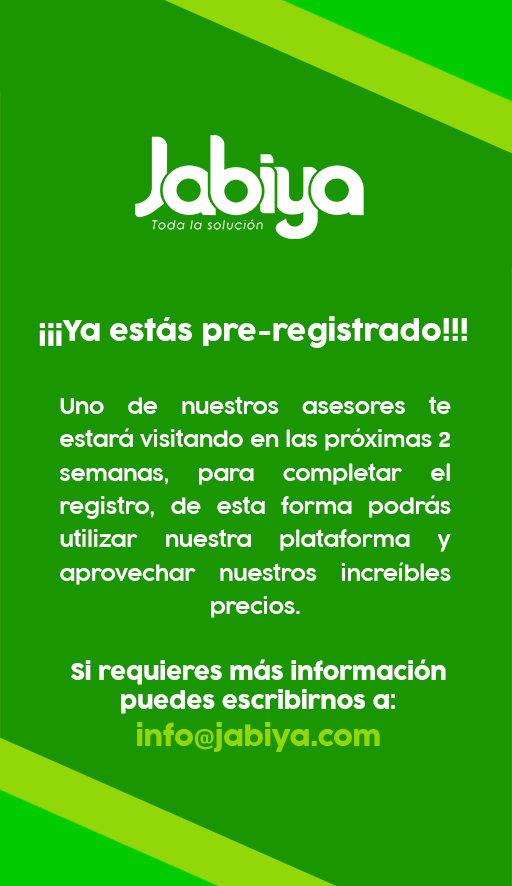 Jabiya
Toda la solución
¡¡¡Ya estás pre-registrado!!!
Uno de nuestros asesores te
estará visitando en las próximas 2
semanas, para completar el
registro, de esta forma podrás
utilizar nuestra plataforma y
aprovechar nuestros increíbles
precios.
Si requieres más información
puedes escribirnos a:
info@jabiya.com